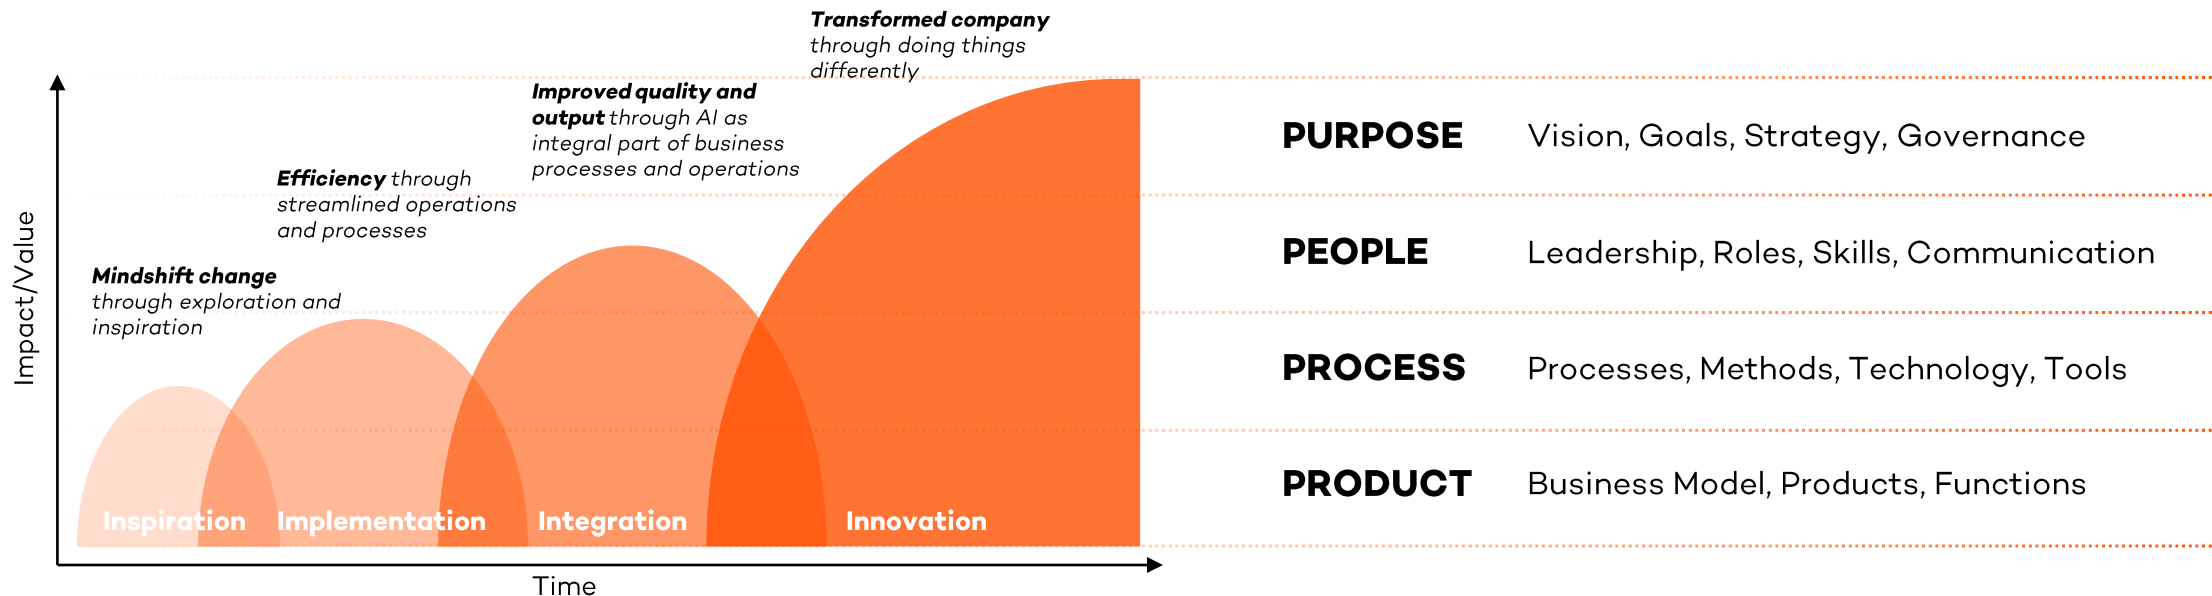 Transformed company
through doing things
differently
Improved quality and
output through AI as
integral part of business
processes and operations
Efficiency through
streamlined operations
and processes
Mindshift change
through exploration and
inspiration
Impact/Value
Inspiration
Implementation
Integration
Innovation
Time
PURPOSE Vision, Goals, Strategy, Governance
PEOPLE Leadership, Roles, Skills, Communication
PROCESS Processes, Methods, Technology, Tools
PRODUCT Business Model, Products, Functions